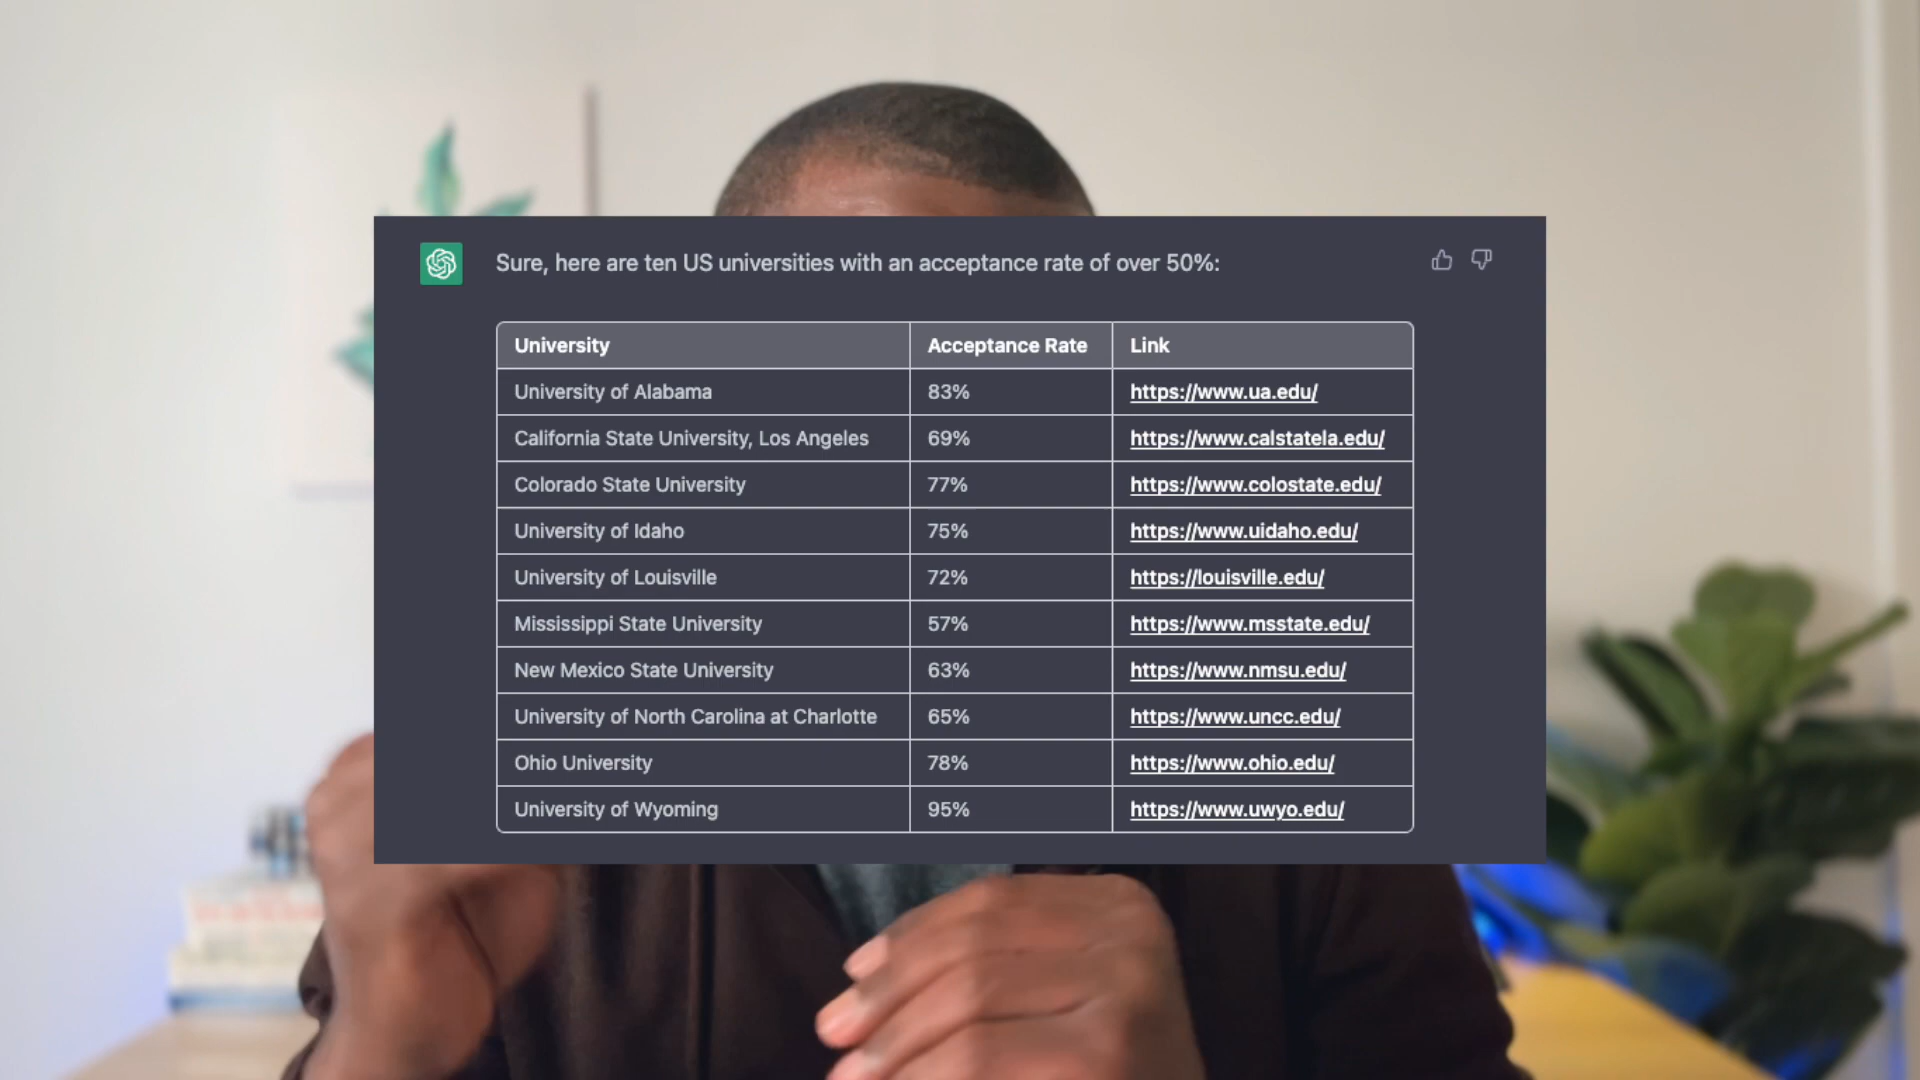 Sure, here are ten US universities with an acceptance rate of over 50%:
University Acceptance Rate Link
University of Alabama 83% https://www.ua.edu/
California State University, Los Angeles 69% https://www.calstatela.edu/
Colorado State University 77% https://www.colostate.edu/
University of Idaho 75% https://www.uidaho.edu/
University of Louisville 72% https://louisville.edu/
Mississippi State University 57% https://www.msstate.edu/
New Mexico State University 63% https://www.nmsu.edu/
University of North Carolina at Charlotte 65% https://www.uncc.edu/
Ohio University 78% https://www.ohio.edu/
University of Wyoming 95% https://www.uwyo.edu/